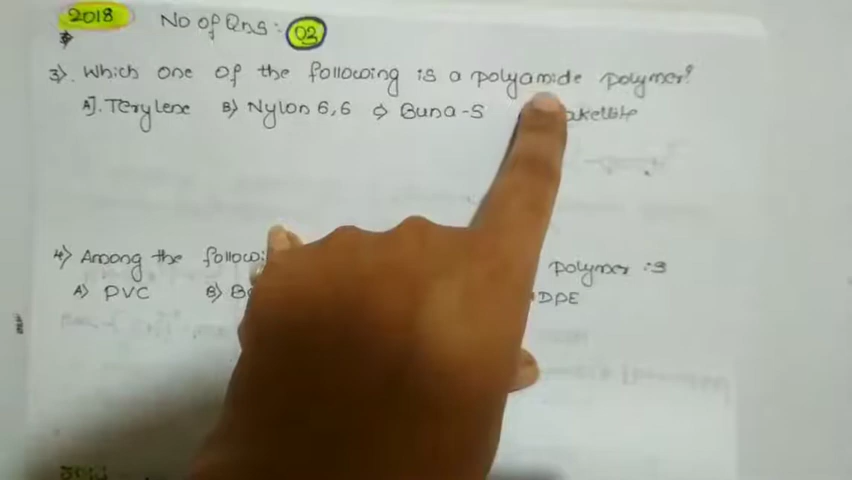 2018 No of Qns: 02
3). Which one of the following is a polyamide polymer?
A]. Terylene B) Nylon 6,6 C) Buna-S
4) Among the polymer is
A) PVC B)
2017